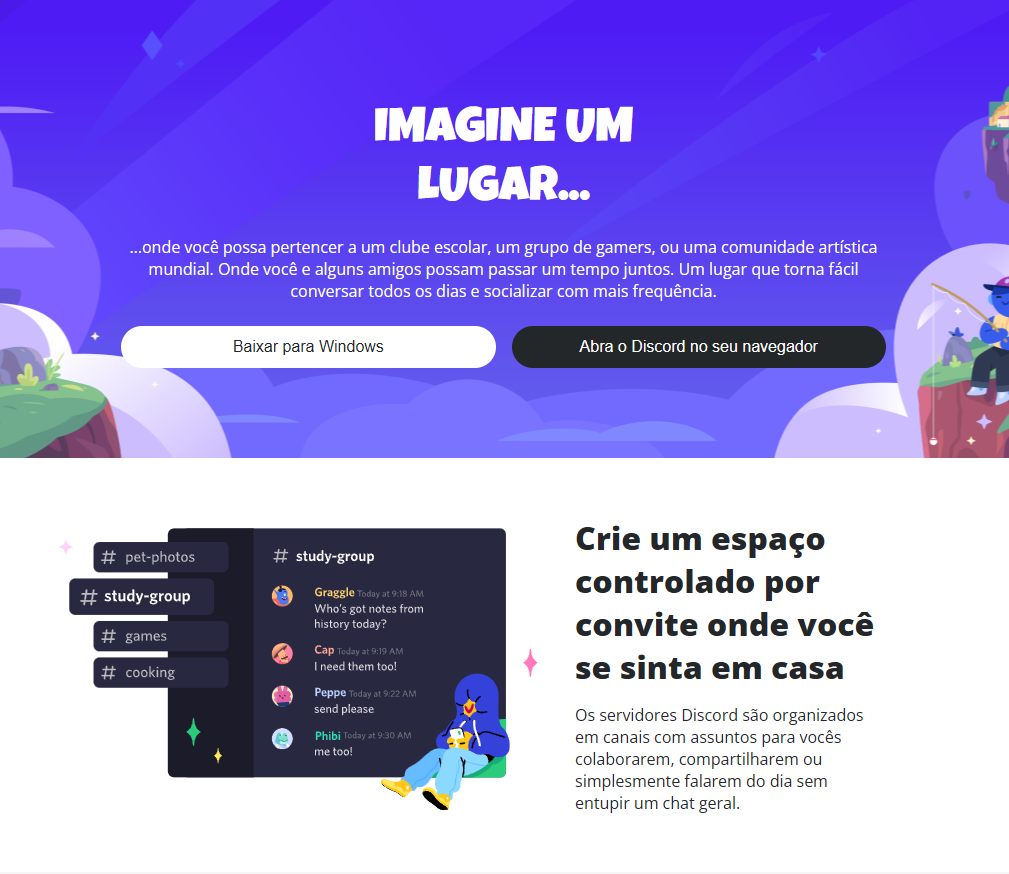 IMAGINE UM
LUGAR...
...onde você possa pertencer a um clube escolar, um grupo de gamers, ou uma comunidade artística
mundial. Onde você e alguns amigos possam passar um tempo juntos. Um lugar que torna fácil
conversar todos os dias e socializar com mais frequência.
Baixar para Windows
Abra o Discord no seu navegador
# pet-photos
# study-group
# games
# cooking
# study-group
Graggle Today at 9:18 AM
Who's got notes from
history today?
Cap Today at 9:19 AM
I need them too!
Peppe Today at 9:22 AM
send please
Phibi Today at 9:30 AM
me too!
Crie um espaço
controlado por
convite onde você
se sinta em casa
Os servidores Discord são organizados
em canais com assuntos para vocês
colaborarem, compartilharem ou
simplesmente falarem do dia sem
entupir um chat geral.